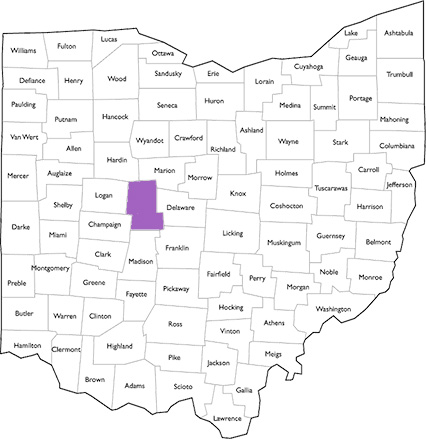 Williams
Fulton
Lucas
Ottawa
Lake
Ashtabula
Geauga
Cuyahoga
Wood
Sandusky
Erie
Lorain
Trumbull
Defiance
Henry
Paulding
Seneca
Huron
Medina
Summit
Portage
Putnam
Hancock
Mahoning
Van Wert
Wyandot
Crawford
Richland
Ashland
Wayne
Stark
Columbiana
Allen
Hardin
Mercer
Auglaize
Marion
Morrow
Holmes
Carroll
Jefferson
Tuscarawas
Logan
Knox
Shelby
Delaware
Coshocton
Harrison
Darke
Miami
Champaign
Licking
Muskingum
Guernsey
Belmont
Clark
Madison
Franklin
Montgomery
Fairfield
Perry
Noble
Monroe
Preble
Greene
Fayette
Pickaway
Morgan
Washington
Butler
Warren
Clinton
Hocking
Ross
Vinton
Athens
Hamilton
Clermont
Highland
Pike
Jackson
Meigs
Brown
Adams
Scioto
Gallia
Lawrence